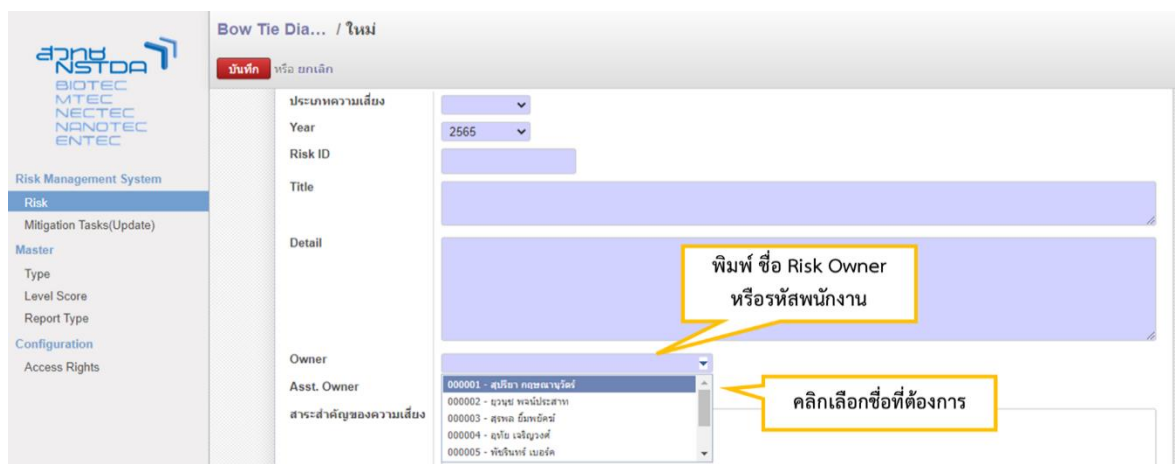 Bow Tie Dia... / ใหม่
สวทช
NSTDA
BIOTEC
MTEC
NECTEC
NANOTEC
ENTEC
บันทึก หรือ ยกเลิก
Risk Management System
Risk
Mitigation Tasks(Update)
Master
Type
Level Score
Report Type
Configuration
Access Rights
ประเภทความเสี่ยง
Year
2565
Risk ID
Title
Detail
พิมพ์ ชื่อ Risk Owner
หรือรหัสพนักงาน
Owner
Asst. Owner
000001 - สุปรียา กฤษณานุวัตร์
000002 - ยุวนุช พจน์ประสาท
000003 - สุรพล ยิ้มพยัคฆ์
000004 - อุทัย เจริญวงศ์
000005 - พัชรินทร์ เบอร์ค
คลิกเลือกชื่อที่ต้องการ
สาระสำคัญของความเสี่ยง